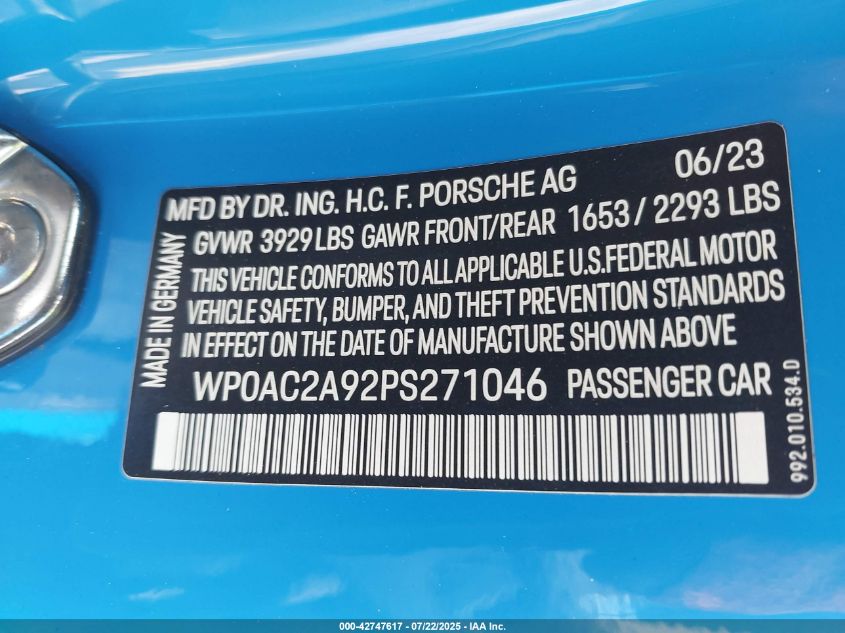 MFD BY DR. ING. H.C. F. PORSCHE AG 06/23
GVWR 3929 LBS GAWR FRONT/REAR 1653 / 2293 LBS
THIS VEHICLE CONFORMS TO ALL APPLICABLE U.S.FEDERAL MOTOR
VEHICLE SAFETY, BUMPER, AND THEFT PREVENTION STANDARDS
IN EFFECT ON THE DATE OF MANUFACTURE SHOWN ABOVE
WP0AC2A92PS271046 PASSENGER CAR
MADE IN GERMANY
992.010.534.D
000-42747617 - 07/22/2025 - IAA Inc.